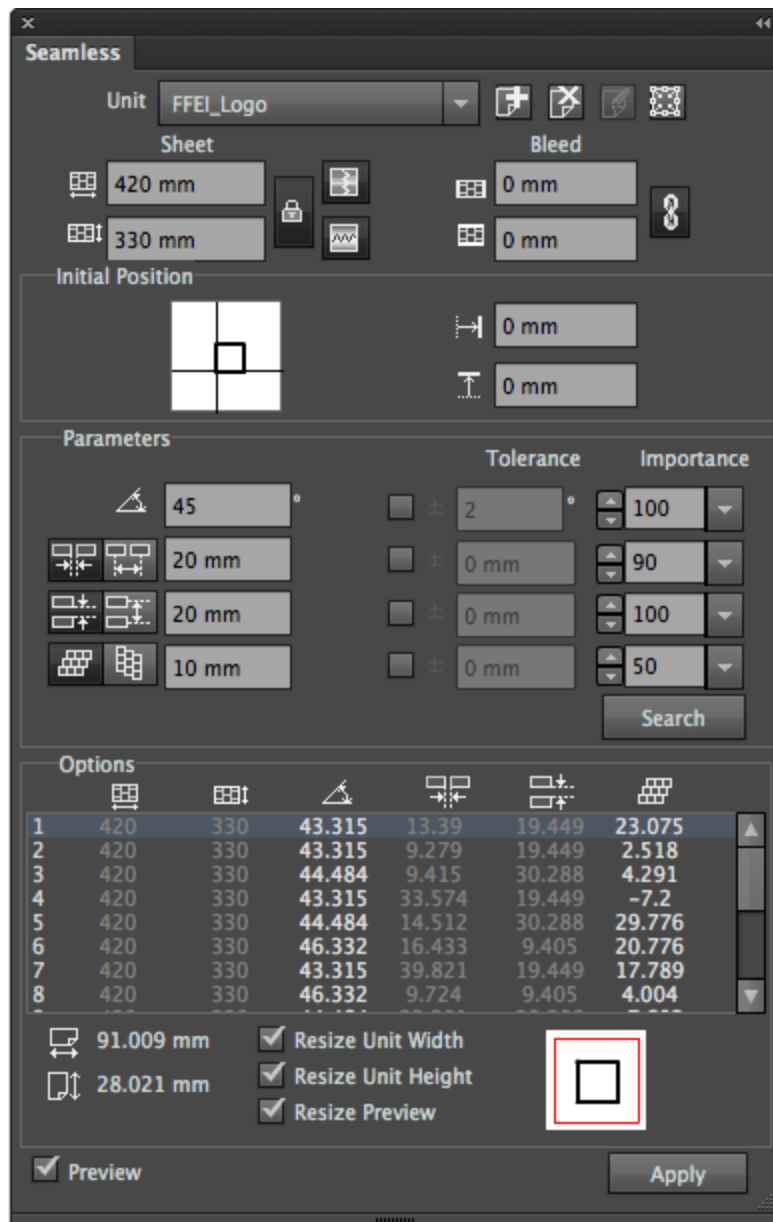 Seamless
Unit FFEI_Logo
Sheet Bleed
420 mm 0 mm
330 mm 0 mm
Initial Position
0 mm
0 mm
Parameters
Tolerance Importance
45 ° ± 2 ° 100
20 mm ± 0 mm 90
20 mm ± 0 mm 100
10 mm ± 0 mm 50
Search
Options
1 420 330 43.315 13.39 19.449 23.075
2 420 330 43.315 9.279 19.449 2.518
3 420 330 44.484 9.415 30.288 4.291
4 420 330 43.315 33.574 19.449 -7.2
5 420 330 44.484 14.512 30.288 29.776
6 420 330 46.332 16.433 9.405 20.776
7 420 330 43.315 39.821 19.449 17.789
8 420 330 46.332 9.724 9.405 4.004
91.009 mm Resize Unit Width
28.021 mm Resize Unit Height
Resize Preview
Preview Apply